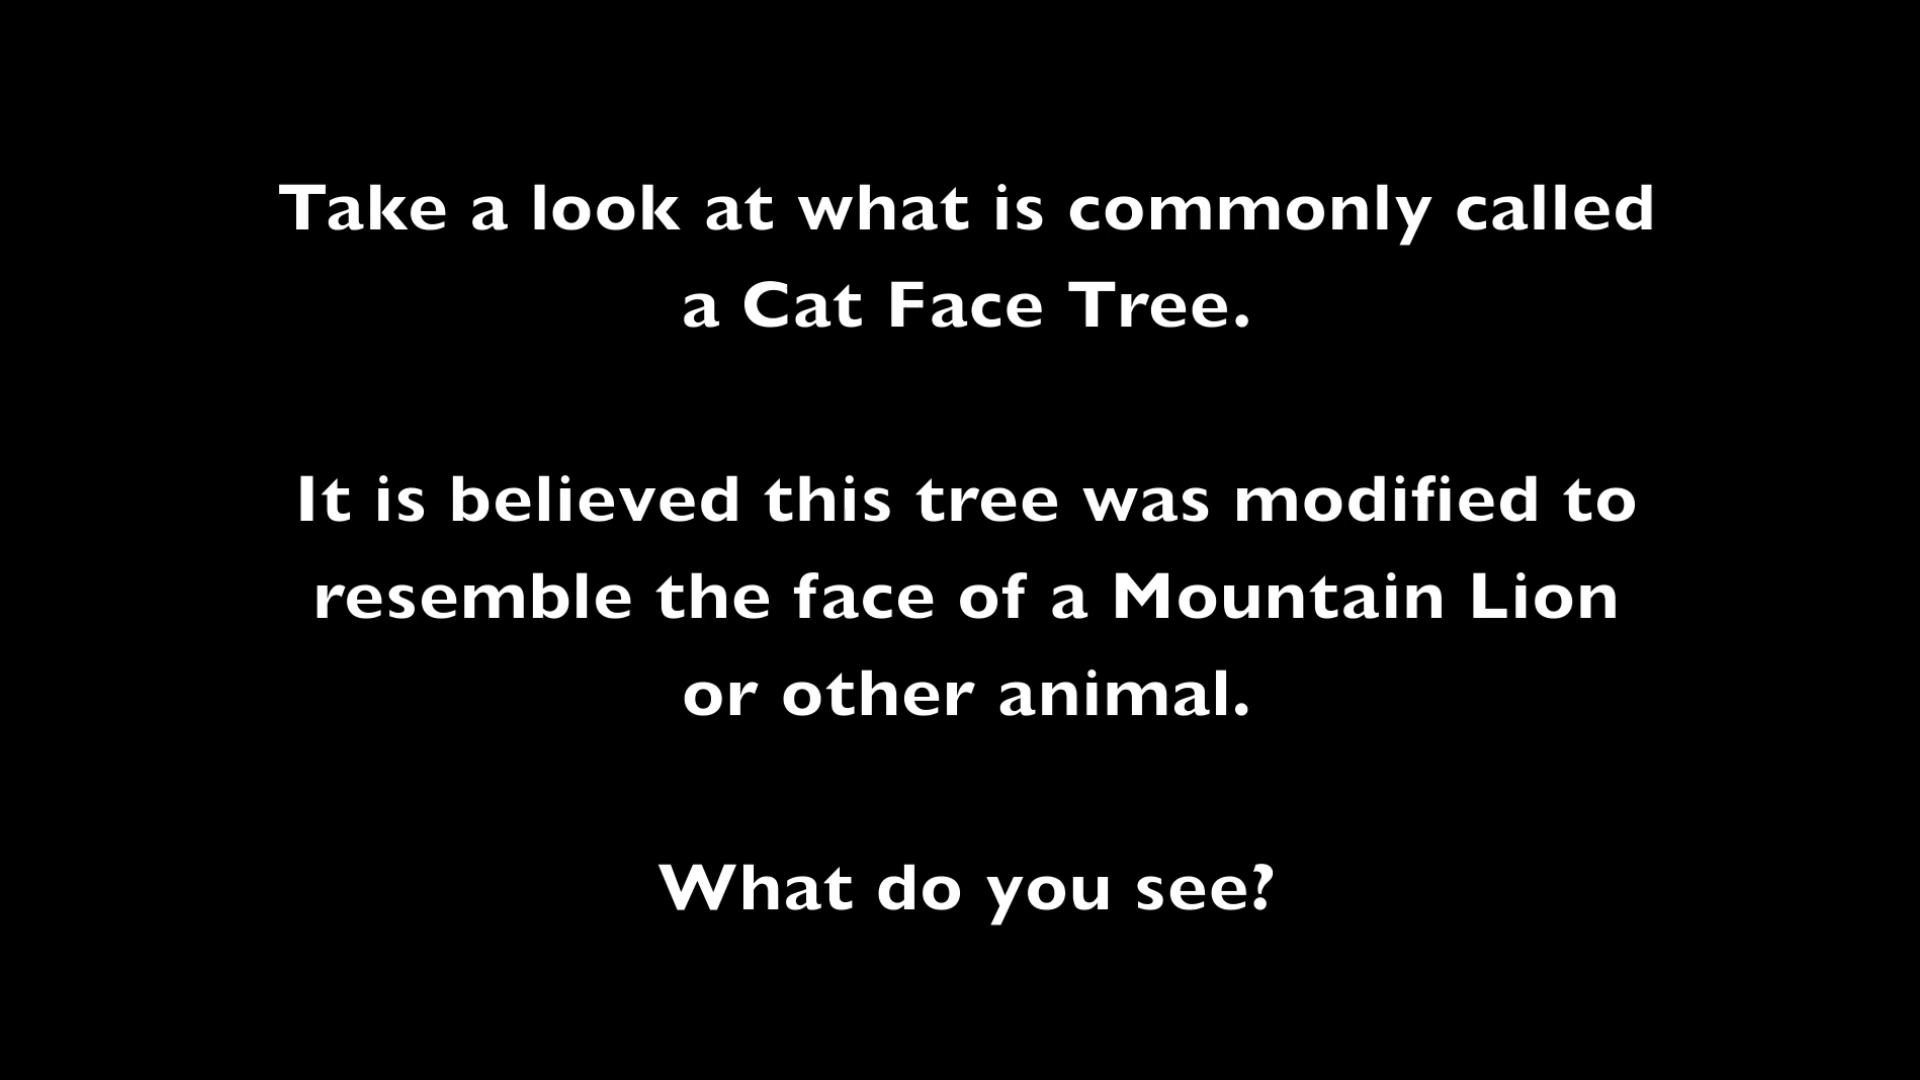 Take a look at what is commonly called
a Cat Face Tree.
It is believed this tree was modified to
resemble the face of a Mountain Lion
or other animal.
What do you see?